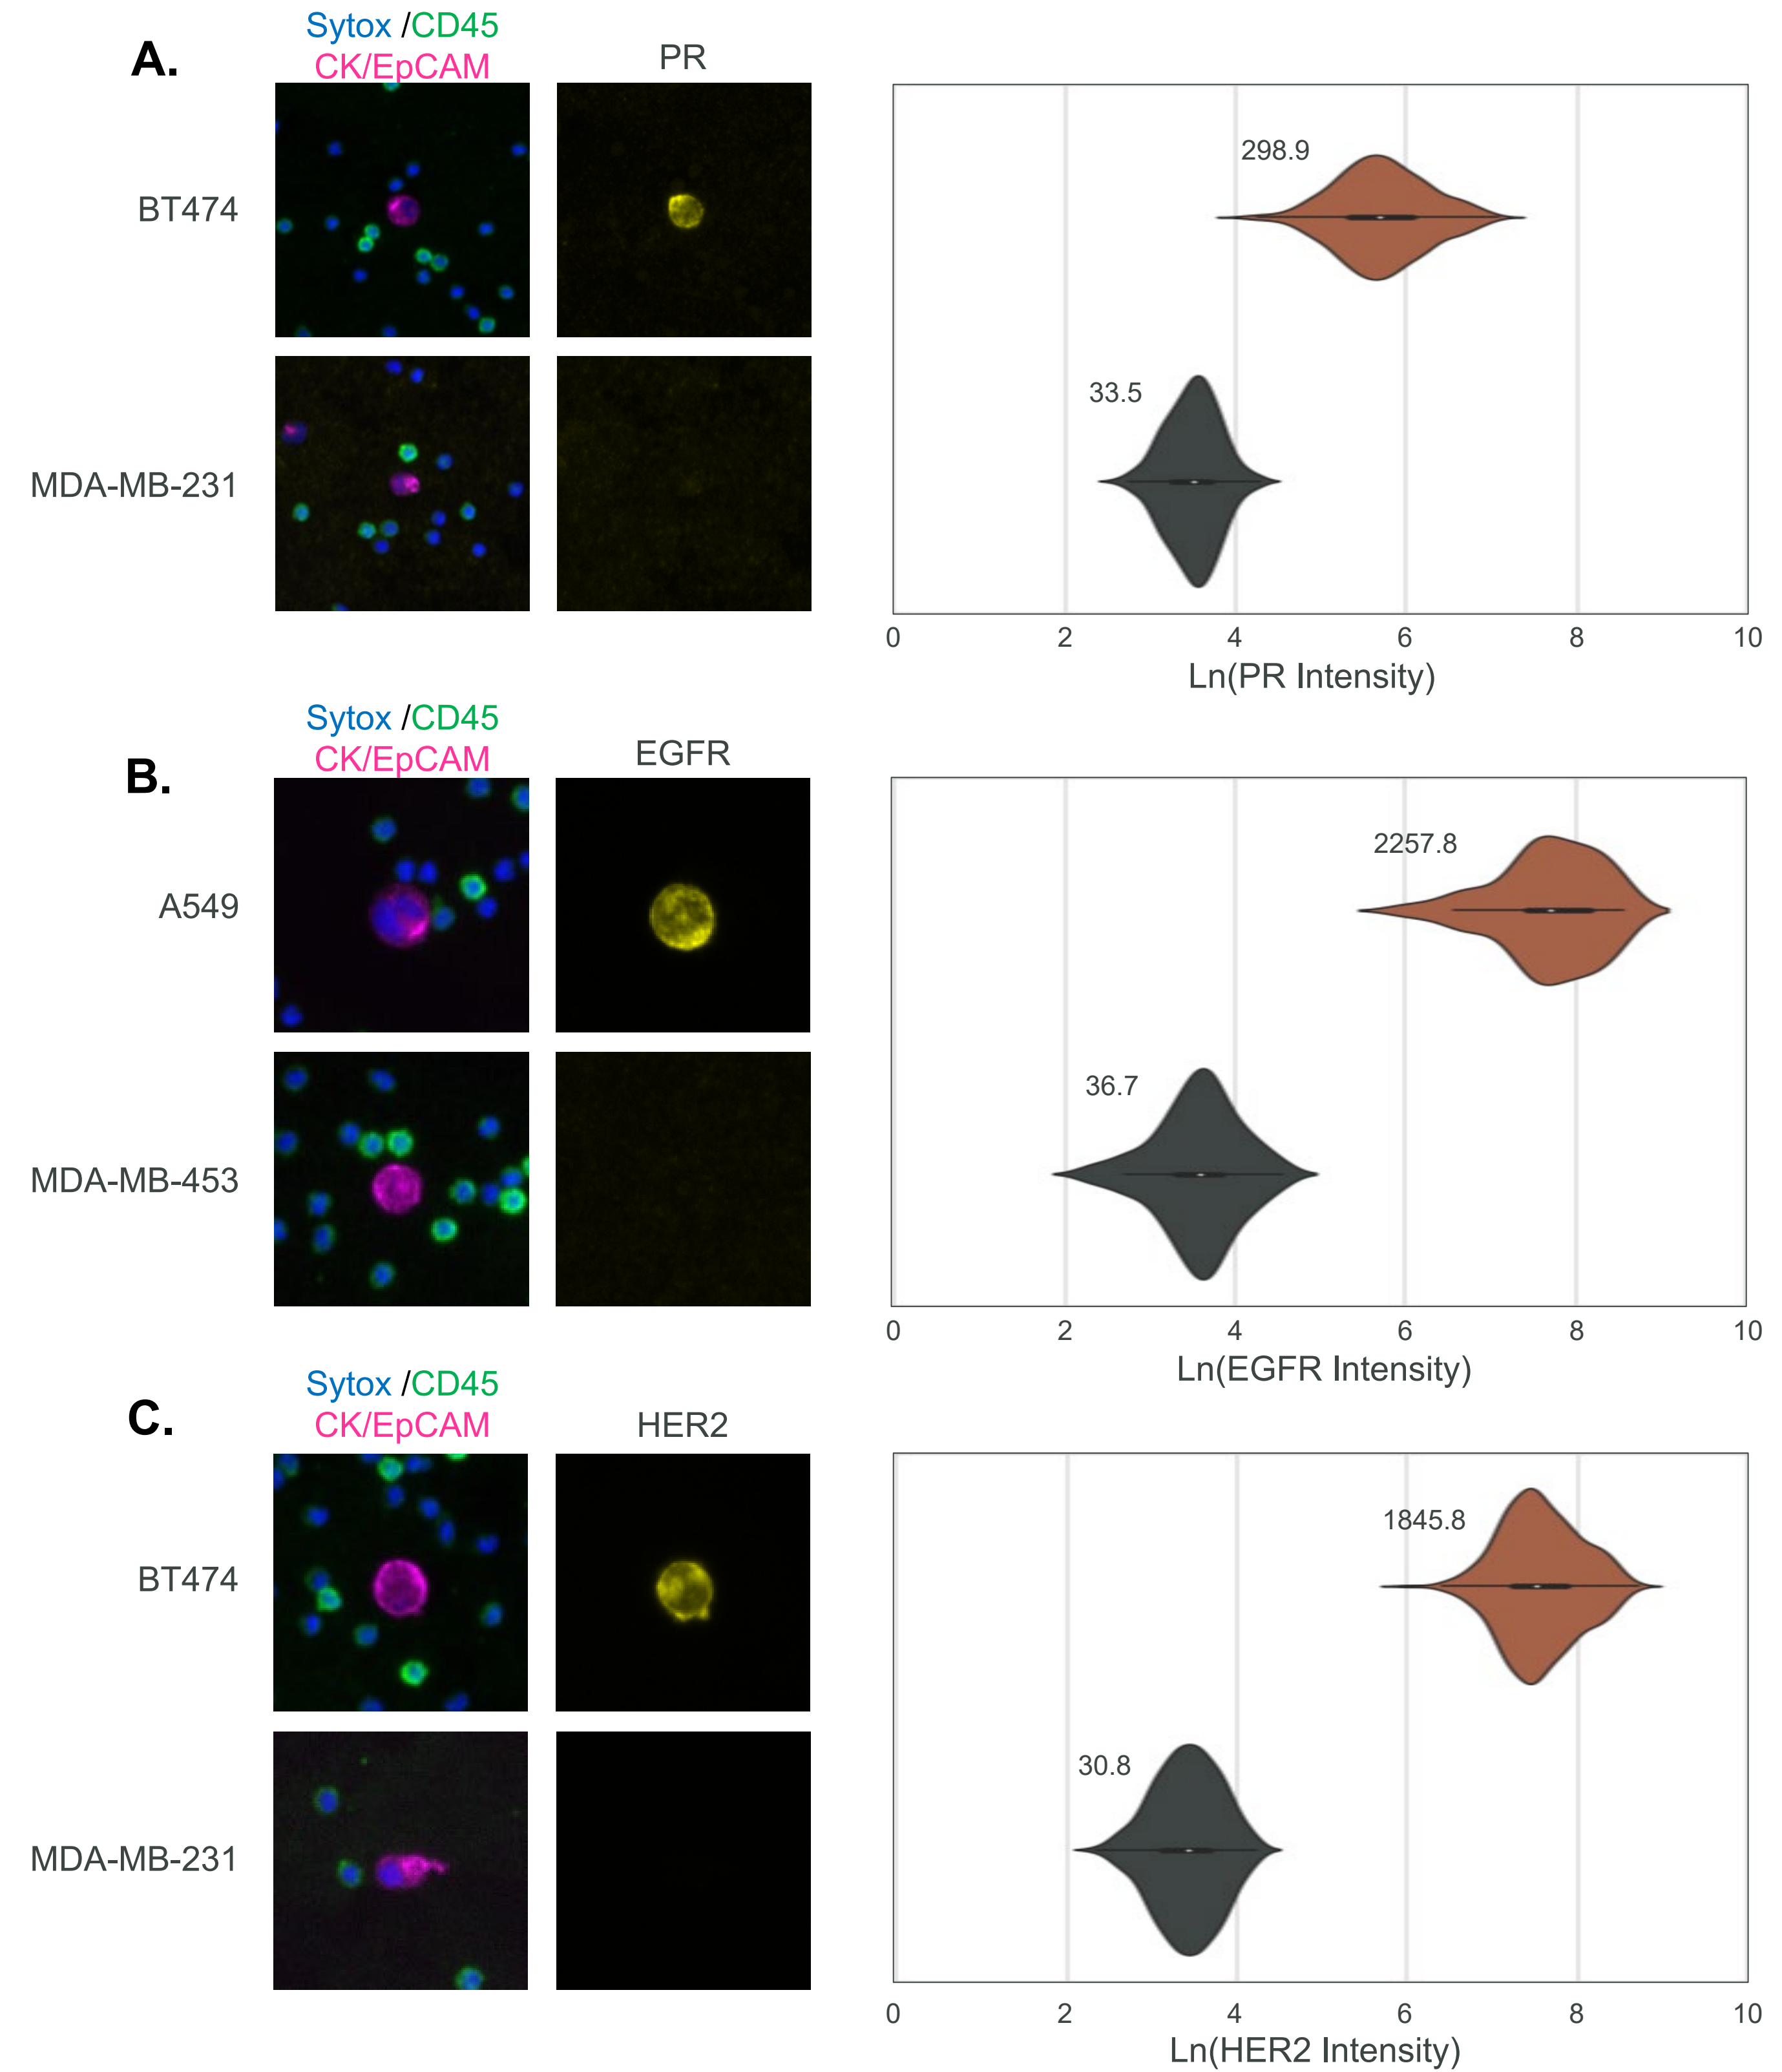 A.
Sytox /CD45
CK/EpCAM
PR
BT474
MDA-MB-231
298.9
33.5
0 2 4 6 8 10
Ln(PR Intensity)
B.
Sytox /CD45
CK/EpCAM
EGFR
A549
MDA-MB-453
2257.8
36.7
0 2 4 6 8 10
Ln(EGFR Intensity)
C.
Sytox /CD45
CK/EpCAM
HER2
BT474
MDA-MB-231
1845.8
30.8
0 2 4 6 8 10
Ln(HER2 Intensity)